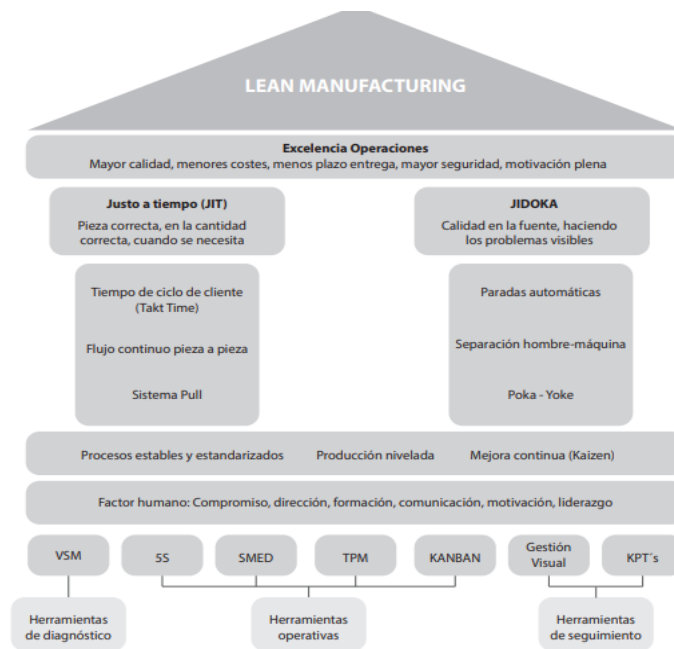 LEAN MANUFACTURING
Excelencia Operaciones
Mayor calidad, menores costes, menos plazo entrega, mayor seguridad, motivación plena
Justo a tiempo (JIT)
Pieza correcta, en la cantidad
correcta, cuando se necesita
JIDOKA
Calidad en la fuente, haciendo
los problemas visibles
Tiempo de ciclo de cliente
(Takt Time)
Flujo continuo pieza a pieza
Sistema Pull
Paradas automáticas
Separación hombre-máquina
Poka - Yoke
Procesos estables y estandarizados Producción nivelada Mejora continua (Kaizen)
Factor humano: Compromiso, dirección, formación, comunicación, motivación, liderazgo
VSM
5S
SMED
TPM
KANBAN
Gestión
Visual
KPT´s
Herramientas
de diagnóstico
Herramientas
operativas
Herramientas
de seguimiento